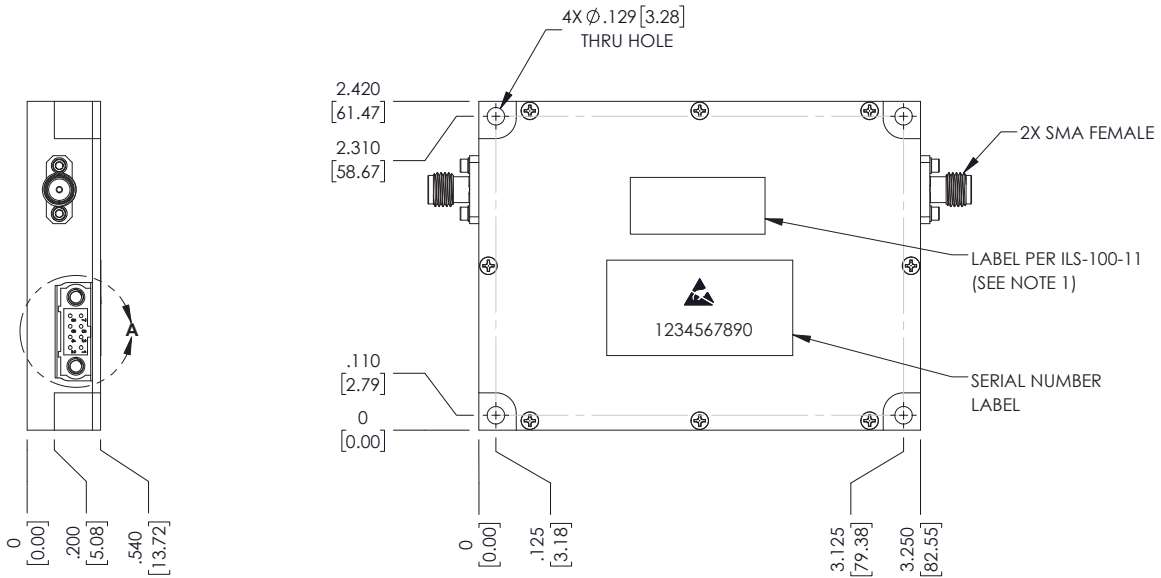 4X Ø.129[3.28]
THRU HOLE
2.420
[61.47]
2.310
[58.67]
2X SMA FEMALE
LABEL PER ILS-100-11
(SEE NOTE 1)
A
1234567890
.110
[2.79]
SERIAL NUMBER
LABEL
0
[0.00]
0
[0.00]
.200
[5.08]
.540
[13.72]
0
[0.00]
.125
[3.18]
3.125
[79.38]
3.250
[82.55]